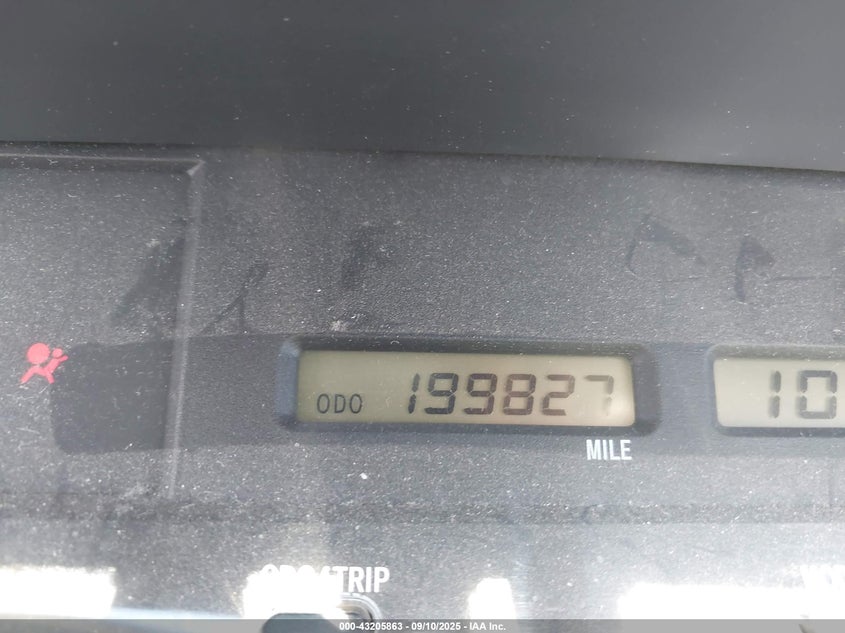 ODO 199827
10
MILE
ODO/TRIP
000-43205863 - 09/10/2025 - IAA Inc.